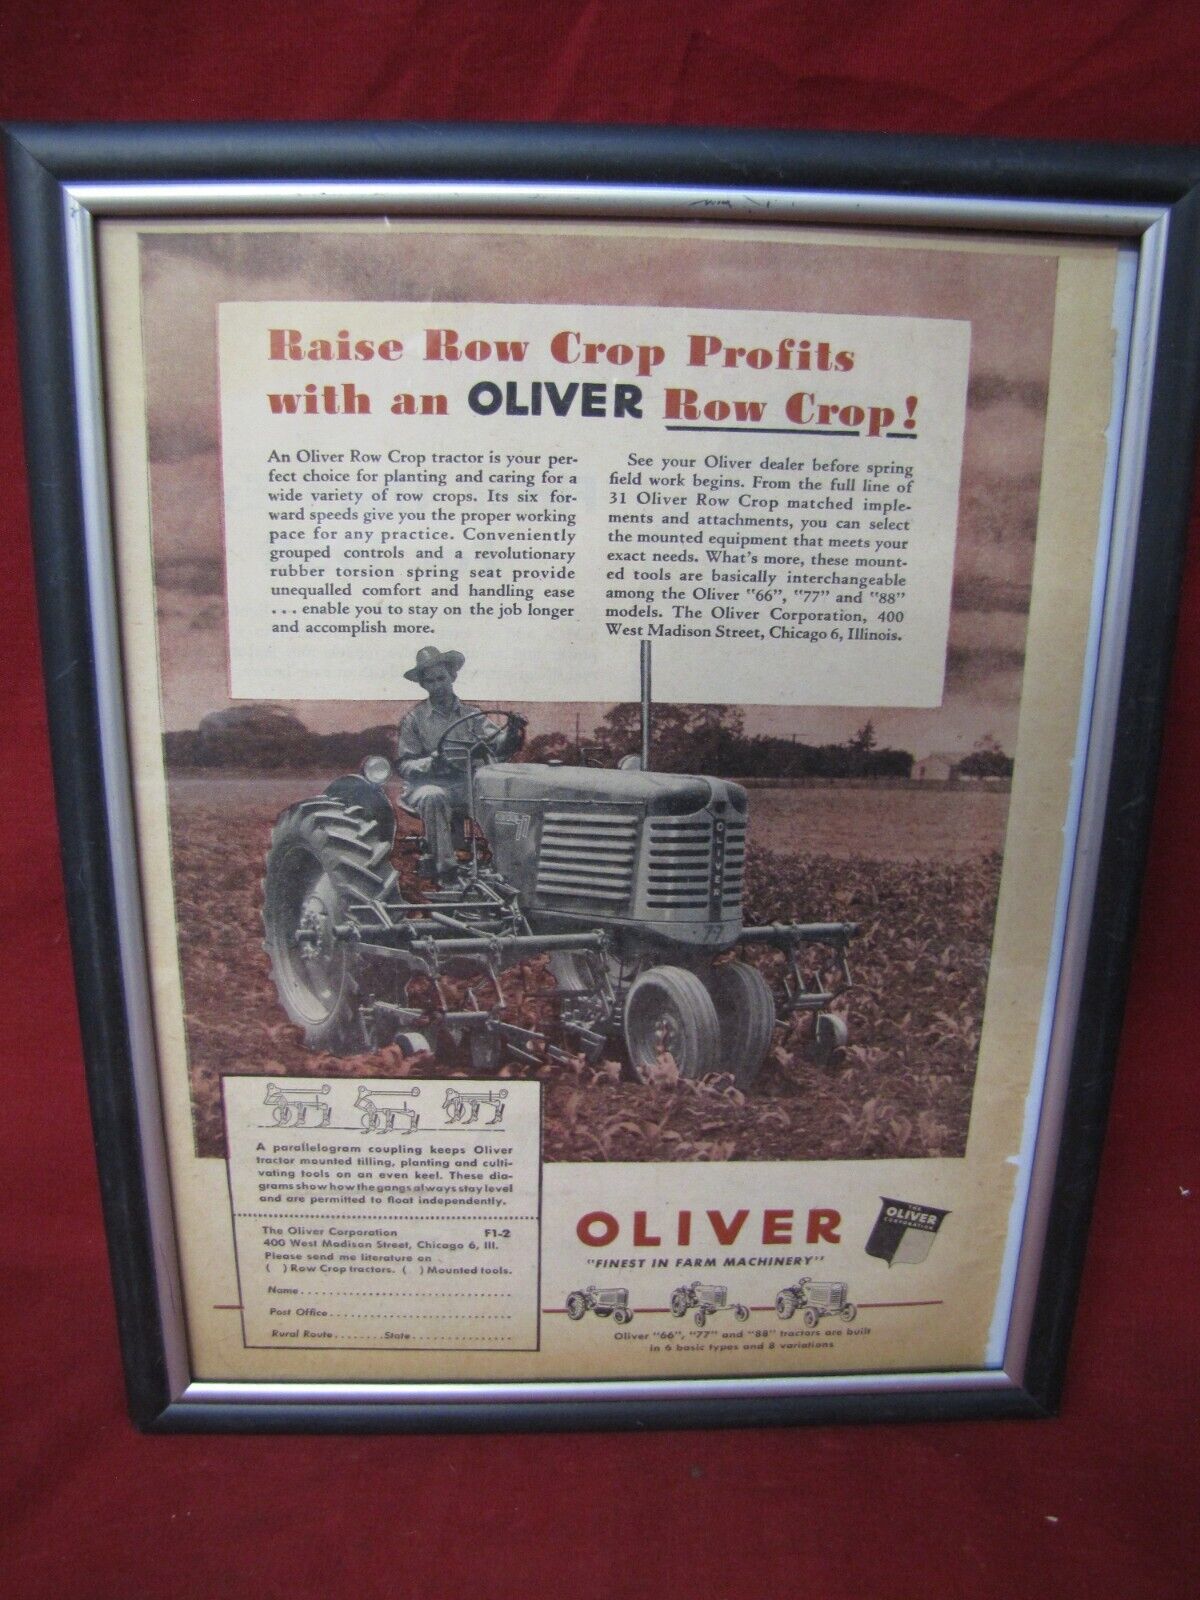 Raise Row Crop Profits
with an OLIVER Row Crop!
An Oliver Row Crop tractor is your per-
fect choice for planting and caring for a
wide variety of row crops. Its six for-
ward speeds give you the proper working
pace for any practice. Conveniently
grouped controls and a revolutionary
rubber torsion spring seat provide
unequalled comfort and handling ease
... enable you to stay on the job longer
and accomplish more.
See your Oliver dealer before spring
field work begins. From the full line of
31 Oliver Row Crop matched imple-
ments and attachments, you can select
the mounted equipment that meets your
exact needs. What's more, these mount-
ed tools are basically interchangeable
among the Oliver "66", "77" and "88"
models. The Oliver Corporation, 400
West Madison Street, Chicago 6, Illinois.
77
OLIVER
77
A parallelogram coupling keeps Oliver
tractor mounted tilling, planting and culti-
vating tools on an even keel. These dia-
grams show how the gangs always stay level
and are permitted to float independently.
The Oliver Corporation F1-2
400 West Madison Street, Chicago 6, Ill.
Please send me literature on
( ) Row Crop tractors. ( ) Mounted tools.
Name
Post Office
Rural Route State
OLIVER
"FINEST IN FARM MACHINERY"
THE
OLIVER
CORPORATION
Oliver "66", "77" and "88" tractors are built
in 6 basic types and 8 variations